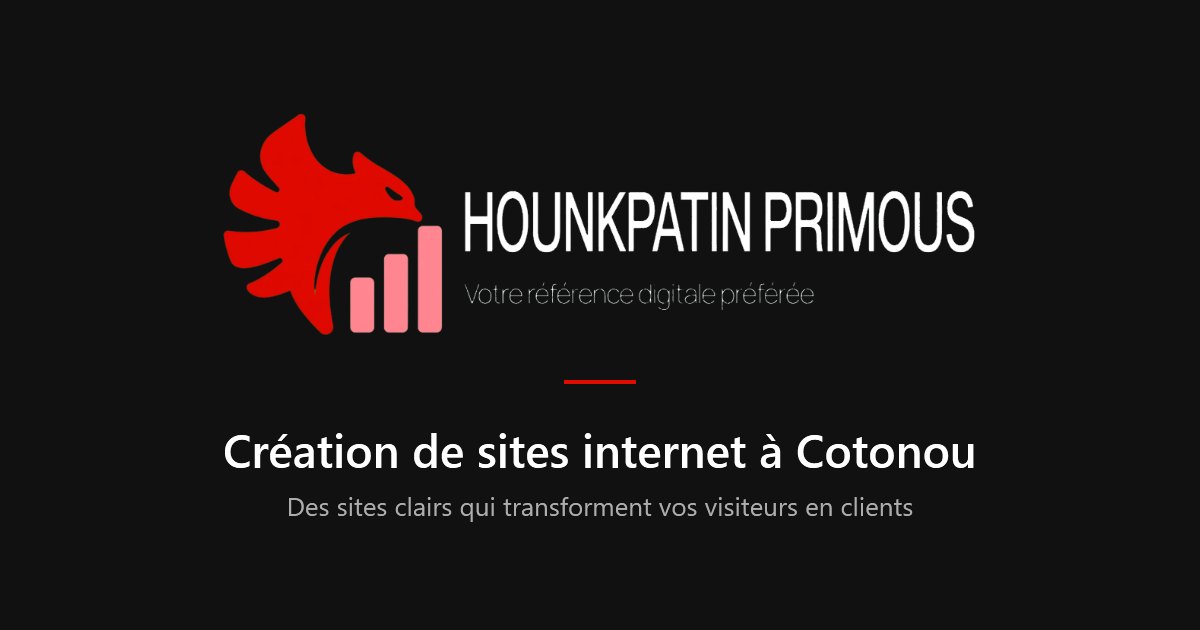 HOUNKPATIN PRIMOUS
Votre référence digitale préférée
Création de sites internet à Cotonou
Des sites clairs qui transforment vos visiteurs en clients